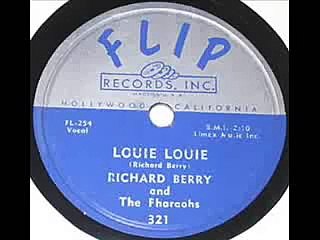 FLIP
RECORDS, INC.
HOLLYWOOD CALIFORNIA
FL-254
Vocal
B.M.I. 2:10
Limax Music Inc.
LOUIE LOUIE
(Richard Berry)
RICHARD BERRY
and
The Pharaohs
321